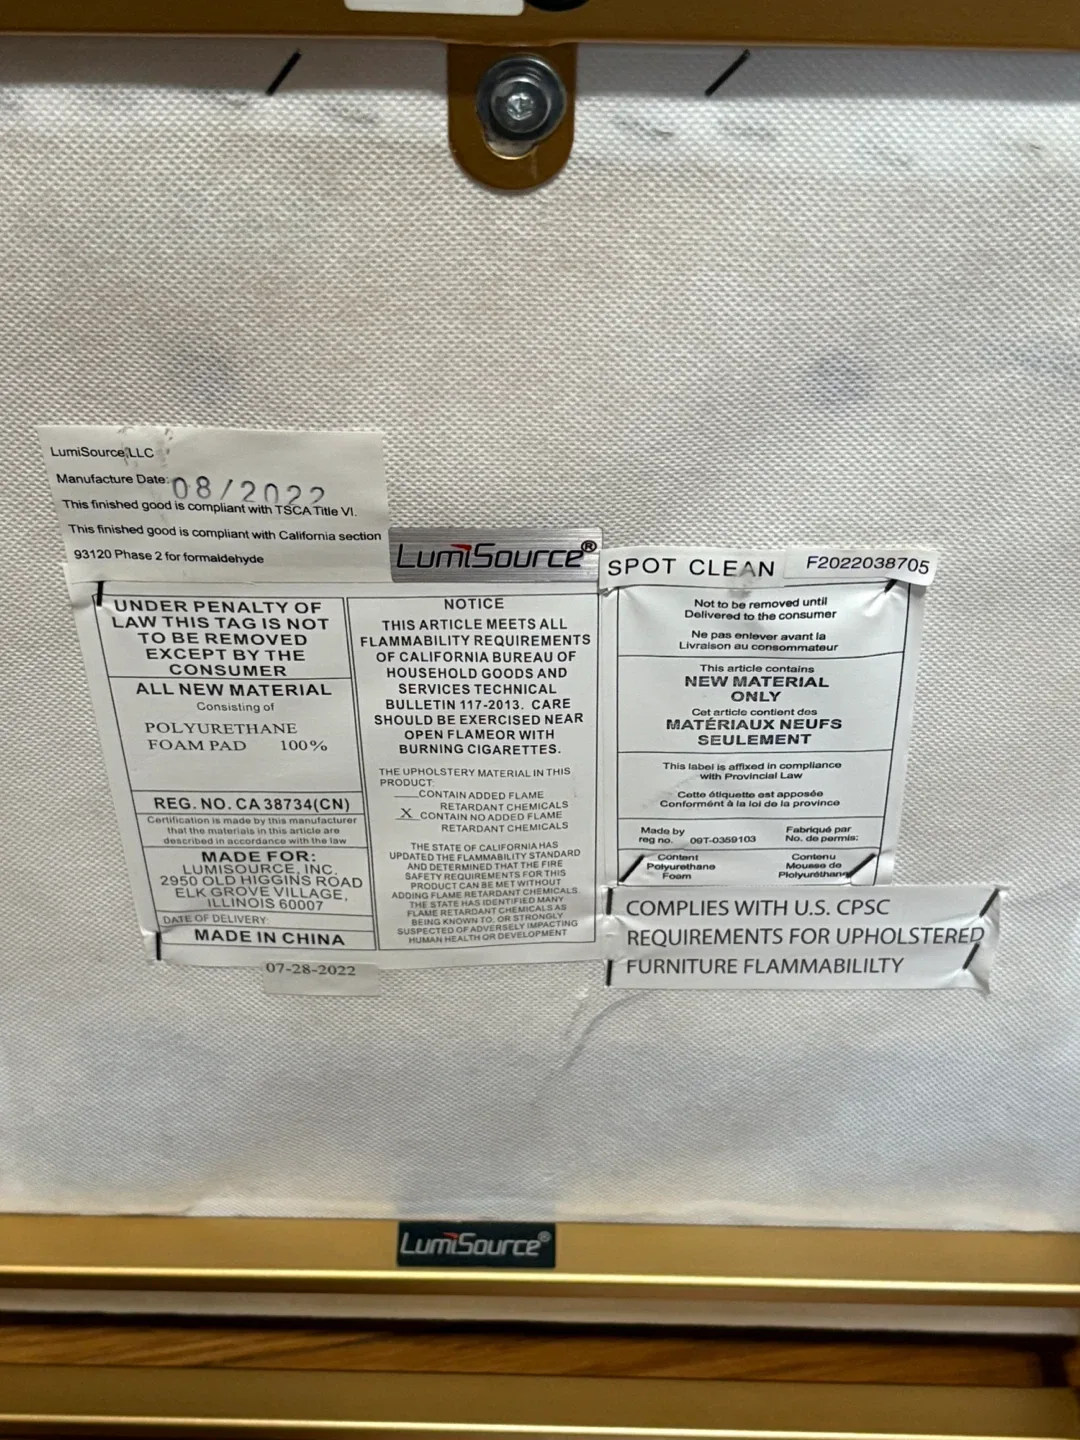 LumiSource,LLC
Manufacture Date: 08/2022
This finished good is compliant with TSCA Title VI.
This finished good is compliant with California section
93120 Phase 2 for formaldehyde
LumiSource®
SPOT CLEAN
F2022038705
UNDER PENALTY OF
LAW THIS TAG IS NOT
TO BE REMOVED
EXCEPT BY THE
CONSUMER
ALL NEW MATERIAL
Consisting of
POLYURETHANE
FOAM PAD 100%
REG. NO. CA 38734(CN)
Certification is made by this manufacturer
that the materials in this article are
described in accordance with the law
MADE FOR:
LUMISOURCE, INC.
2950 OLD HIGGINS ROAD
ELK GROVE VILLAGE,
ILLINOIS 60007
DATE OF DELIVERY:
MADE IN CHINA
07-28-2022
NOTICE
THIS ARTICLE MEETS ALL
FLAMMABILITY REQUIREMENTS
OF CALIFORNIA BUREAU OF
HOUSEHOLD GOODS AND
SERVICES TECHNICAL
BULLETIN 117-2013. CARE
SHOULD BE EXERCISED NEAR
OPEN FLAMEOR WITH
BURNING CIGARETTES.
THE UPHOLSTERY MATERIAL IN THIS
PRODUCT:
___CONTAIN ADDED FLAME
RETARDANT CHEMICALS
X CONTAIN NO ADDED FLAME
RETARDANT CHEMICALS
THE STATE OF CALIFORNIA HAS
UPDATED THE FLAMMABILITY STANDARD
AND DETERMINED THAT THE FIRE
SAFETY REQUIREMENTS FOR THIS
PRODUCT CAN BE MET WITHOUT
ADDING FLAME RETARDANT CHEMICALS.
THE STATE HAS IDENTIFIED MANY
FLAME RETARDANT CHEMICALS AS
BEING KNOWN TO, OR STRONGLY
SUSPECTED OF ADVERSELY IMPACTING
HUMAN HEALTH OR DEVELOPMENT
Not to be removed until
Delivered to the consumer
Ne pas enlever avant la
Livraison au consommateur
This article contains
NEW MATERIAL
ONLY
Cet article contient des
MATÉRIAUX NEUFS
SEULEMENT
This label is affixed in compliance
with Provincial Law
Cette étiquette est apposée
Conformént à la loi de la province
Made by
reg no. 09T-0359103
Fabriqué par
No. de permis:
Content
Polyurethane
Foam
Contenu
Mousse de
Plolyuréthane
COMPLIES WITH U.S. CPSC
REQUIREMENTS FOR UPHOLSTERED
FURNITURE FLAMMABILILTY
LumiSource®